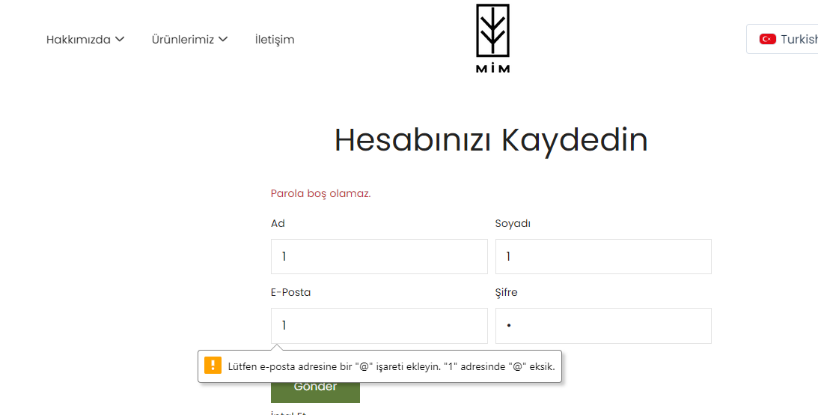 Hakkımızda Ürünlerimiz İletişim
MİM
Turkish
Hesabınızı Kaydedin
Parola boş olamaz.
Ad Soyadı
1 1
E-Posta Şifre
1 •
Lütfen e-posta adresine bir "@" işareti ekleyin. "1" adresinde "@" eksik.
Gönder